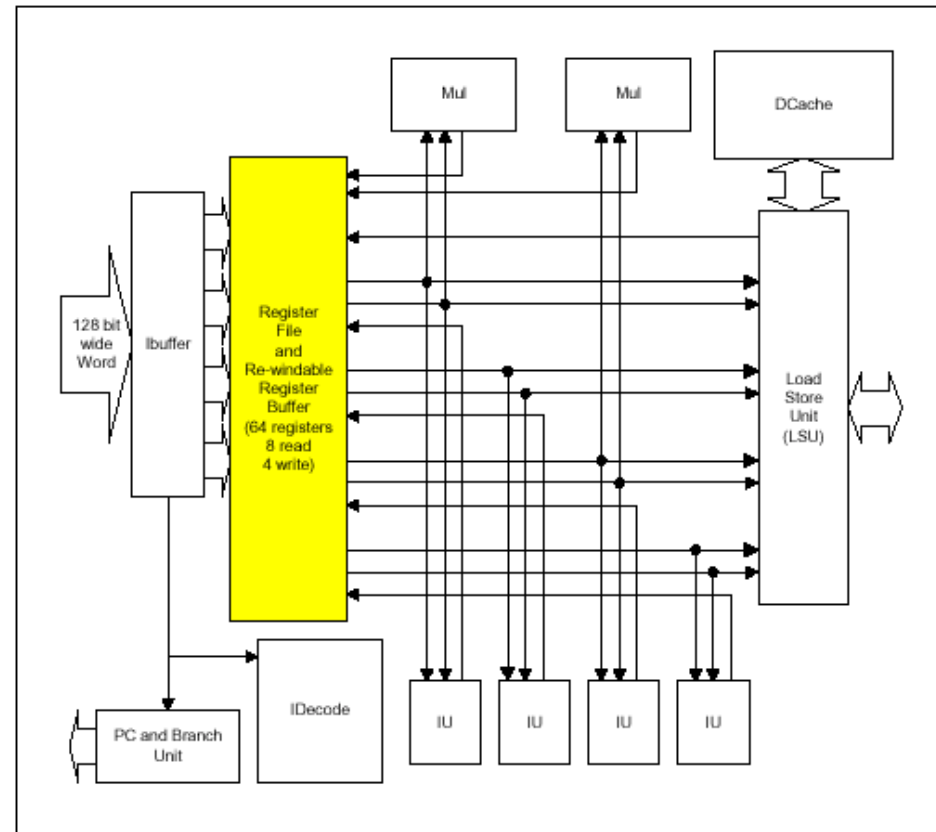 Mul
Mul
DCache
128 bit
wide
Word
Ibuffer
Register
File
and
Re-windable
Register
Buffer
(64 registers
8 read
4 write)
Load
Store
Unit
(LSU)
IDecode
PC and Branch
Unit
IU
IU
IU
IU